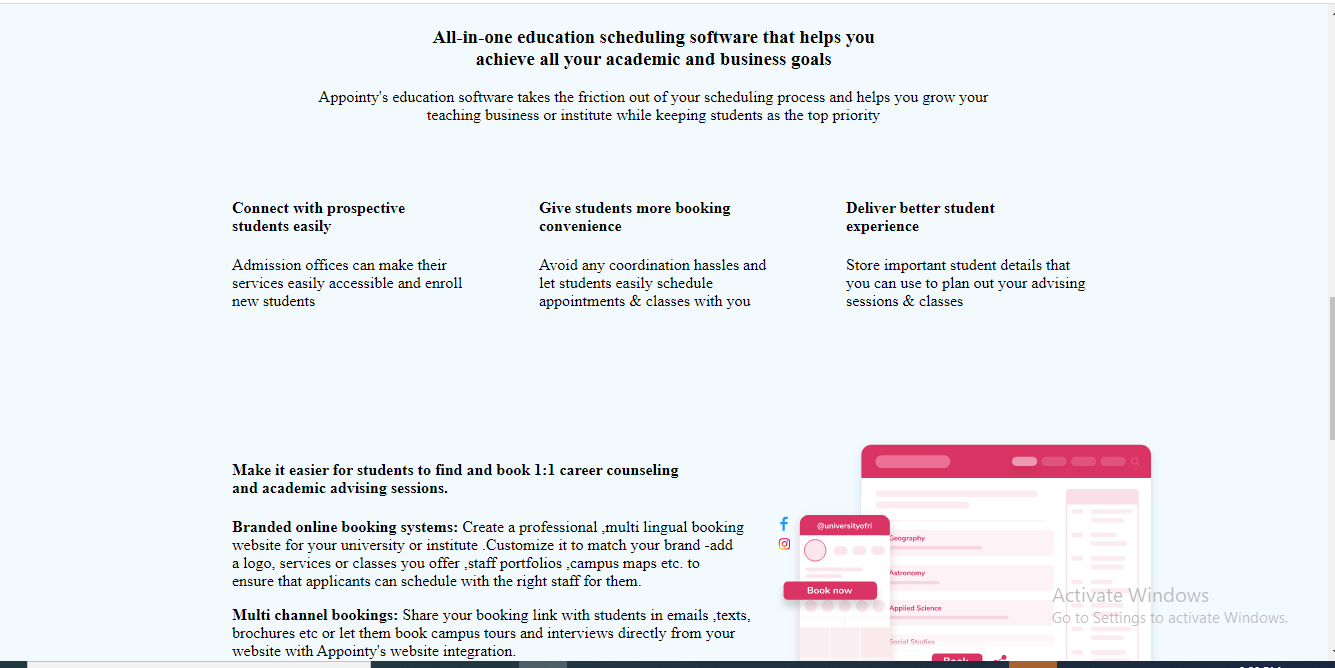 All-in-one education scheduling software that helps you
achieve all your academic and business goals
Appointy's education software takes the friction out of your scheduling process and helps you grow your
teaching business or institute while keeping students as the top priority
Connect with prospective
students easily
Admission offices can make their
services easily accessible and enroll
new students
Give students more booking
convenience
Avoid any coordination hassles and
let students easily schedule
appointments & classes with you
Deliver better student
experience
Store important student details that
you can use to plan out your advising
sessions & classes
Make it easier for students to find and book 1:1 career counseling
and academic advising sessions.
Branded online booking systems: Create a professional ,multi lingual booking
website for your university or institute .Customize it to match your brand -add
a logo, services or classes you offer ,staff portfolios ,campus maps etc. to
ensure that applicants can schedule with the right staff for them.
Multi channel bookings: Share your booking link with students in emails ,texts,
brochures etc or let them book campus tours and interviews directly from your
website with Appointy's website integration.
@universityofri
Book now
Geography
Astronomy
Applied Science
Social Studies
Book
Activate Windows
Go to Settings to activate Windows.